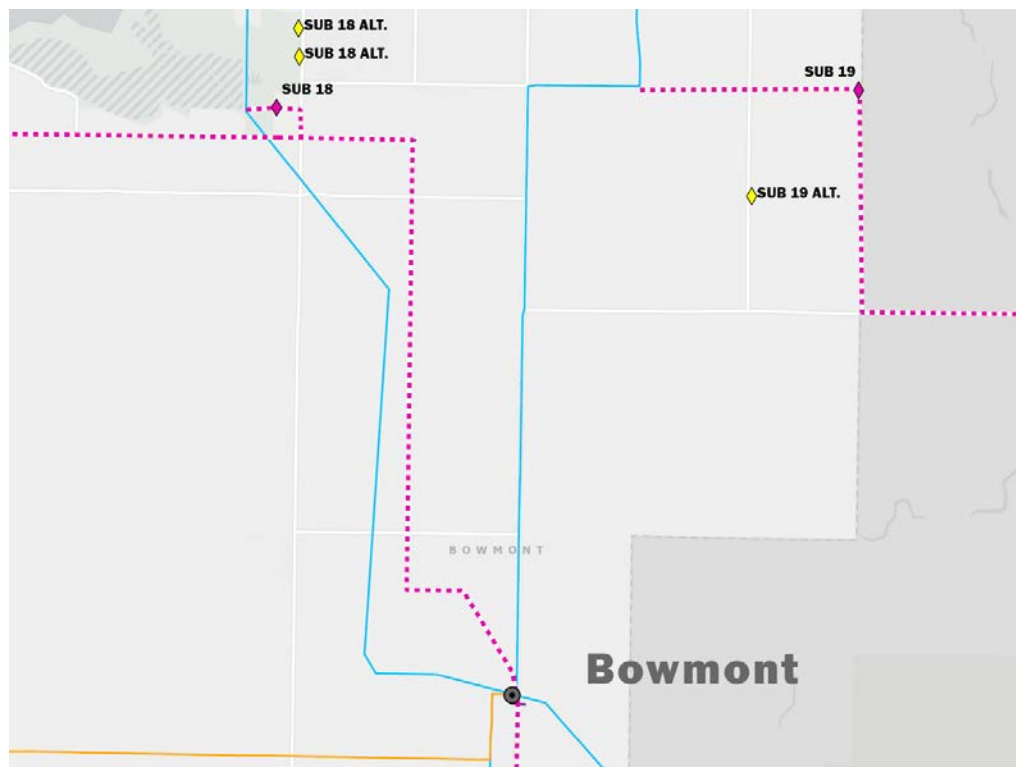 SUB 18 ALT.
SUB 18 ALT.
SUB 19
SUB 18
SUB 19 ALT.
BOWMONT
Bowmont